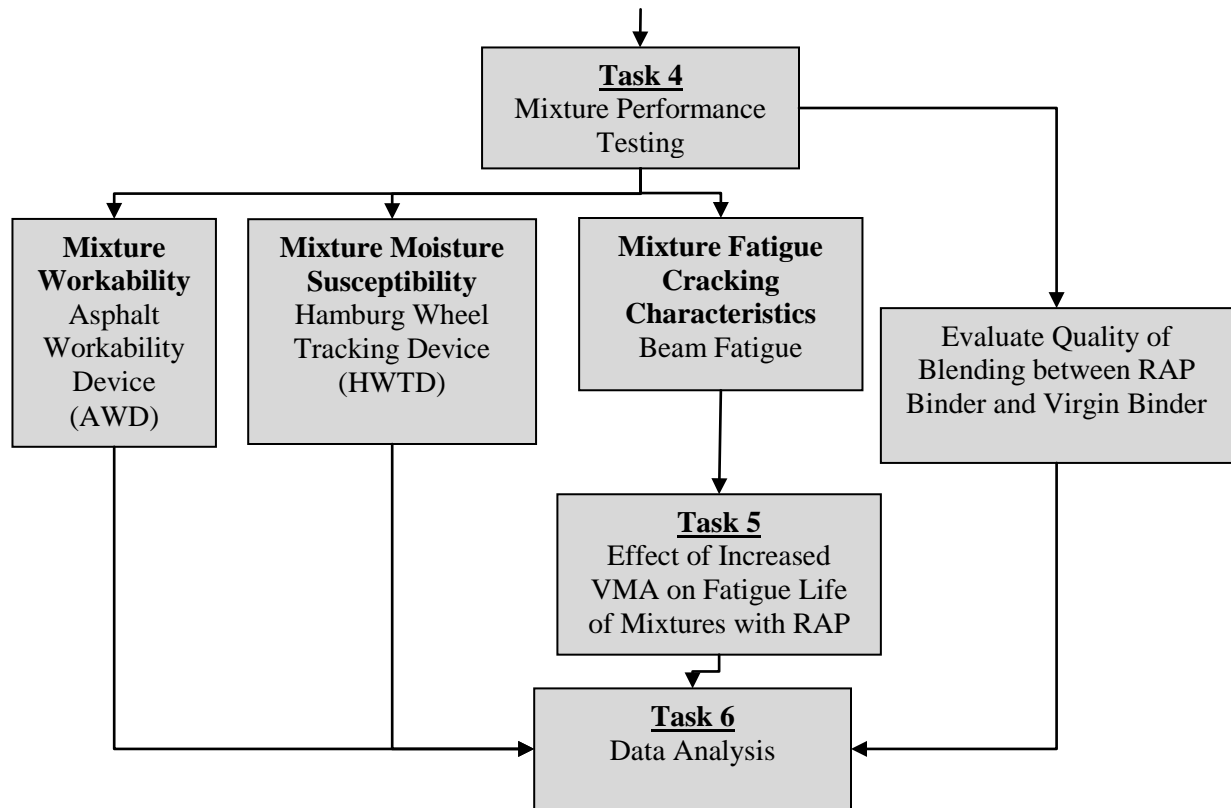 Task 4
Mixture Performance
Testing
Mixture
Workability
Asphalt
Workability
Device
(AWD)
Mixture Moisture
Susceptibility
Hamburg Wheel
Tracking Device
(HWTD)
Mixture Fatigue
Cracking
Characteristics
Beam Fatigue
Evaluate Quality of
Blending between RAP
Binder and Virgin Binder
Task 5
Effect of Increased
VMA on Fatigue Life
of Mixtures with RAP
Task 6
Data Analysis